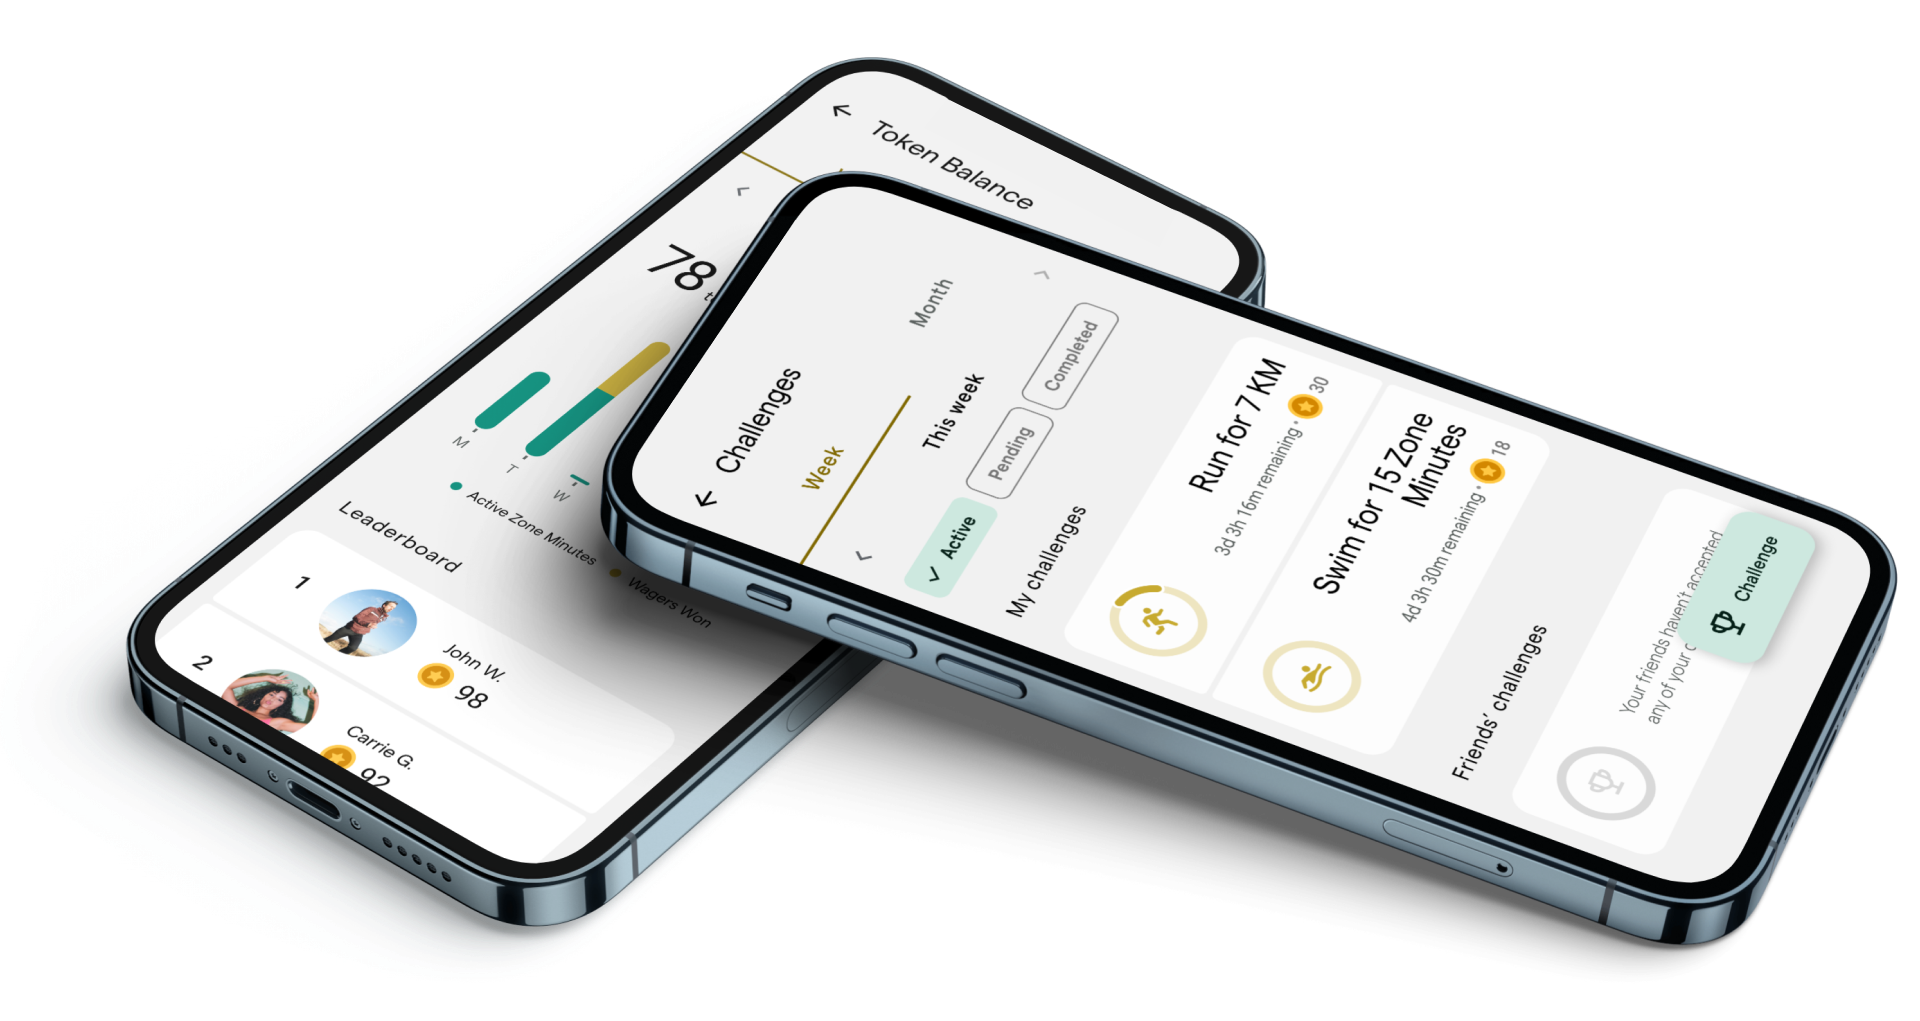 Token Balance
78
M
T
W
Active Zone Minutes
Wagers Won
Leaderboard
1
John W.
98
2
Carrie G.
92
Challenges
Week
Month
This week
Active
Pending
Completed
My challenges
Run for 7 KM
3d 3h 16m remaining • 30
Swim for 15 Zone
Minutes
4d 3h 30m remaining • 18
Friends' challenges
Your friends haven't accepted
any of your
Challenge